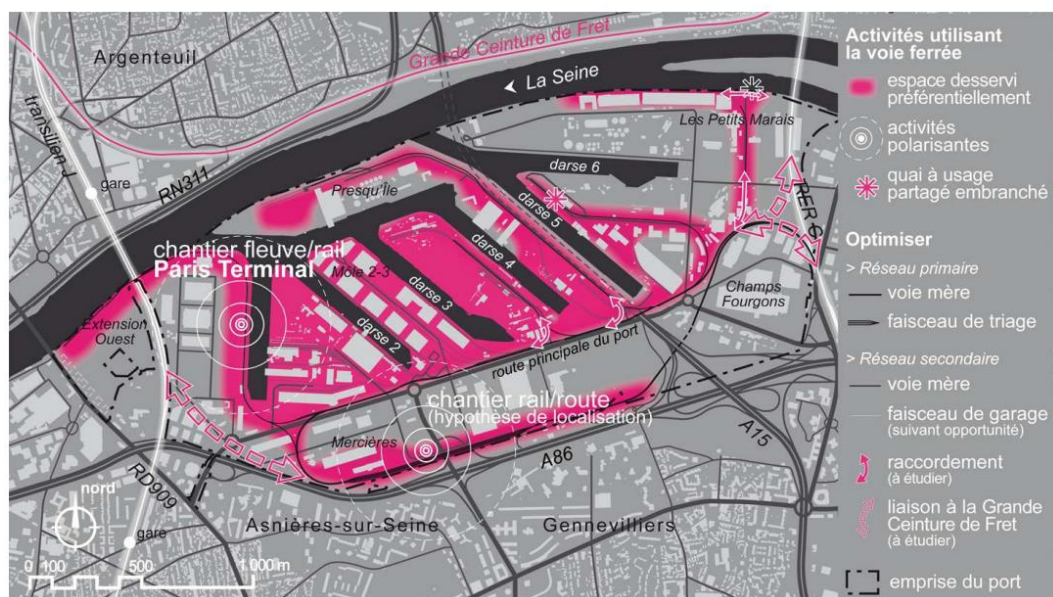 Argenteuil
Grande Ceinture de Fret
La Seine
transilien J
gare
RN311
Les Petits Marais
darse 6
Presqu'île
darse 5
RER C
chantier fleuve/rail
Paris Terminal
Môle 2-3
darse 4
darse 3
darse 2
Champs
Fourgons
Extension
Ouest
route principale du port
chantier rail/route
(hypothèse de localisation)
Mercières
A86
A15
RD909
nord
gare
Asnières-sur-Seine
Gennevilliers
0 100 500 1 000 m
Activités utilisant
la voie ferrée
espace desservi
préférentiellement
activités
polarisantes
quai à usage
partagé embranché
Optimiser
> Réseau primaire
voie mère
faisceau de triage
> Réseau secondaire
voie mère
faisceau de garage
(suivant opportunité)
raccordement
(à étudier)
liaison à la Grande
Ceinture de Fret
(à étudier)
emprise du port